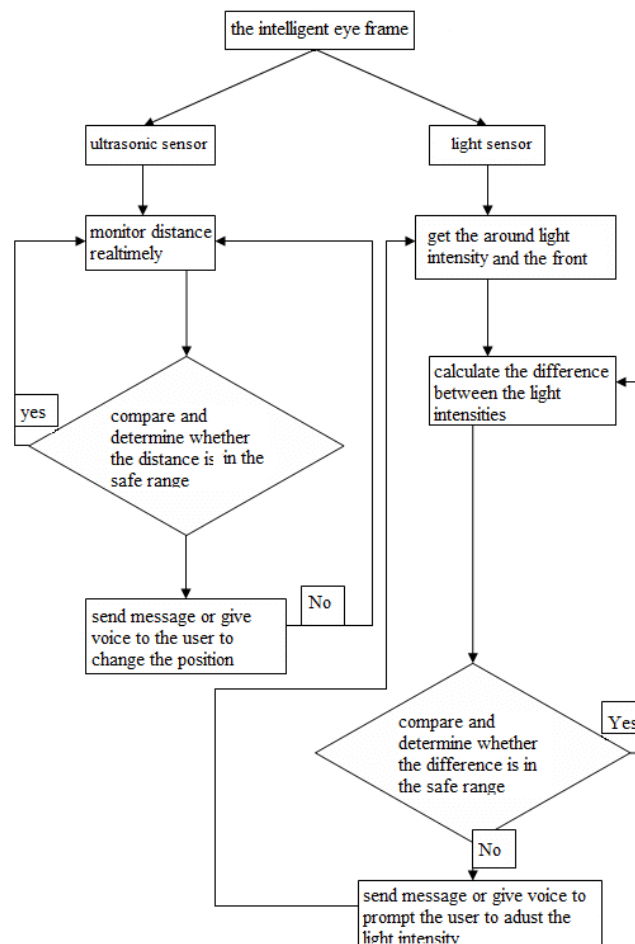 the intelligent eye frame
ultrasonic sensor
light sensor
monitor distance
realtimely
get the around light
intensity and the front
calculate the difference
between the light
intensities
yes
compare and
determine whether
the distance is in the
safe range
No
send message or give
voice to the user to
change the position
compare and
determine whether
the difference is in
the safe range
Yes
No
send message or give voice to
prompt the user to adust the
light intensity